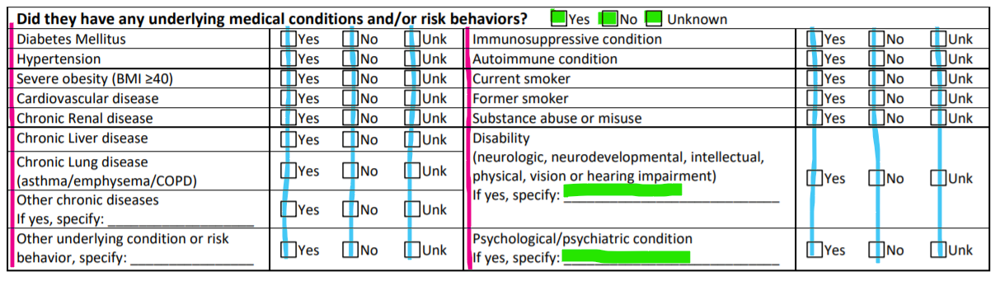 Did they have any underlying medical conditions and/or risk behaviors? Yes No Unknown
Diabetes Mellitus Yes No Unk Immunosuppressive condition Yes No Unk
Hypertension Yes No Unk Autoimmune condition Yes No Unk
Severe obesity (BMI ≥40) Yes No Unk Current smoker Yes No Unk
Cardiovascular disease Yes No Unk Former smoker Yes No Unk
Chronic Renal disease Yes No Unk Substance abuse or misuse Yes No Unk
Chronic Liver disease Yes No Unk
Chronic Lung disease
(asthma/emphysema/COPD) Yes No Unk
Other chronic diseases
If yes, specify: Yes No Unk
Disability
(neurologic, neurodevelopmental, intellectual,
physical, vision or hearing impairment)
If yes, specify: Yes No Unk
Other underlying condition or risk
behavior, specify: Yes No Unk
Psychological/psychiatric condition
If yes, specify: Yes No Unk